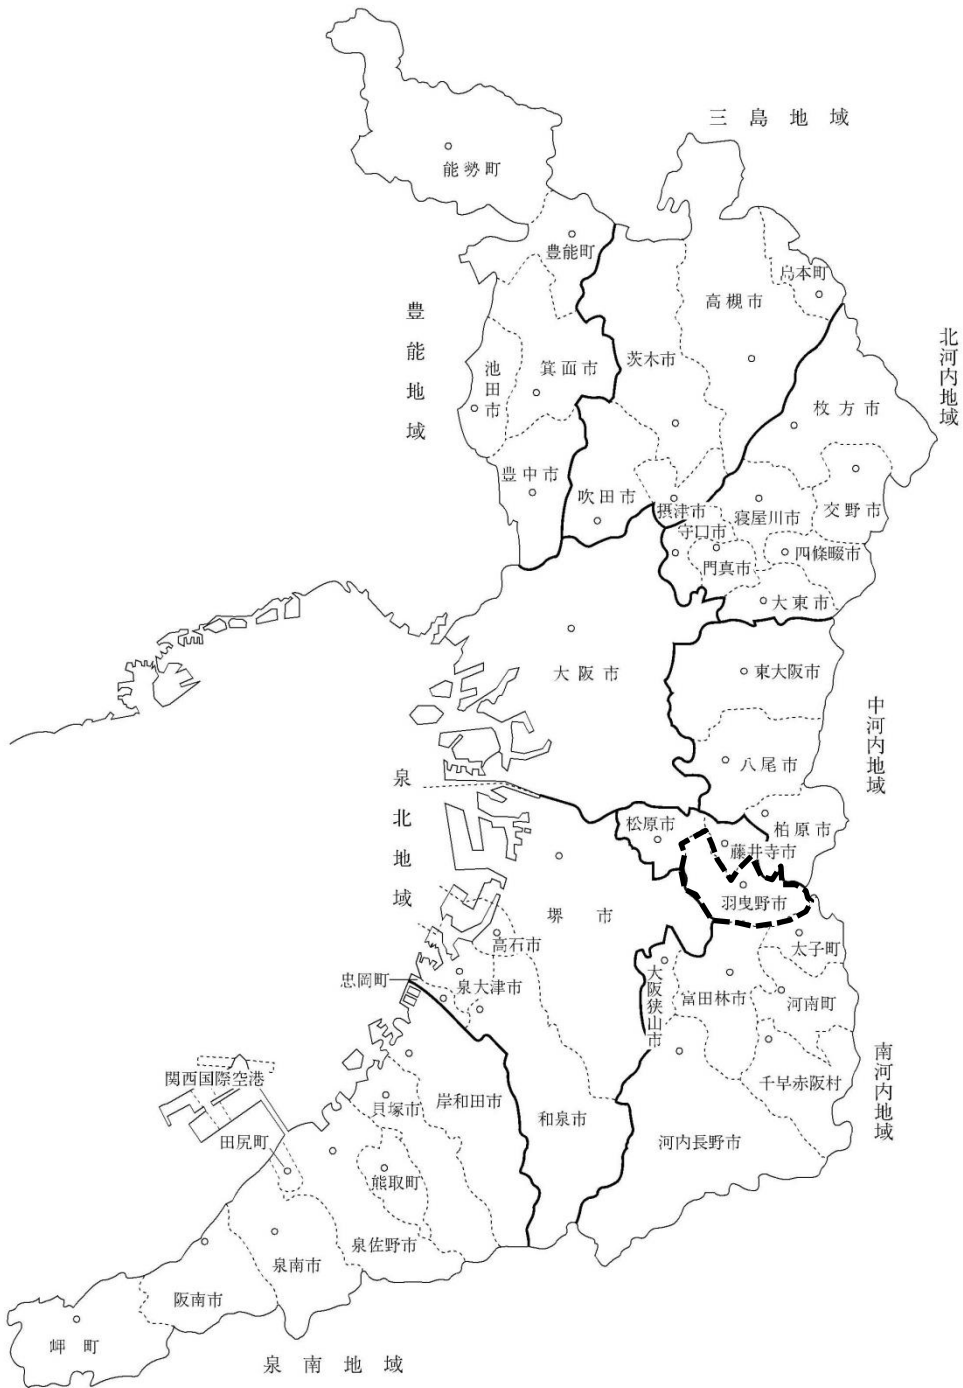 三島地域
能勢町
豊能町
島本町
高槻市
豊能地域
北河内地域
茨木市
池田市
箕面市
枚方市
豊中市
吹田市
摂津市
寝屋川市
交野市
守口市
門真市
四條畷市
大東市
大阪市
東大阪市
中河内地域
八尾市
泉北地域
松原市
柏原市
藤井寺市
羽曳野市
堺市
高石市
太子町
忠岡町
泉大津市
大阪狭山市
富田林市
河南町
南河内地域
関西国際空港
貝塚市
岸和田市
和泉市
千早赤阪村
田尻町
河内長野市
熊取町
泉佐野市
泉南市
阪南市
岬町
泉南地域